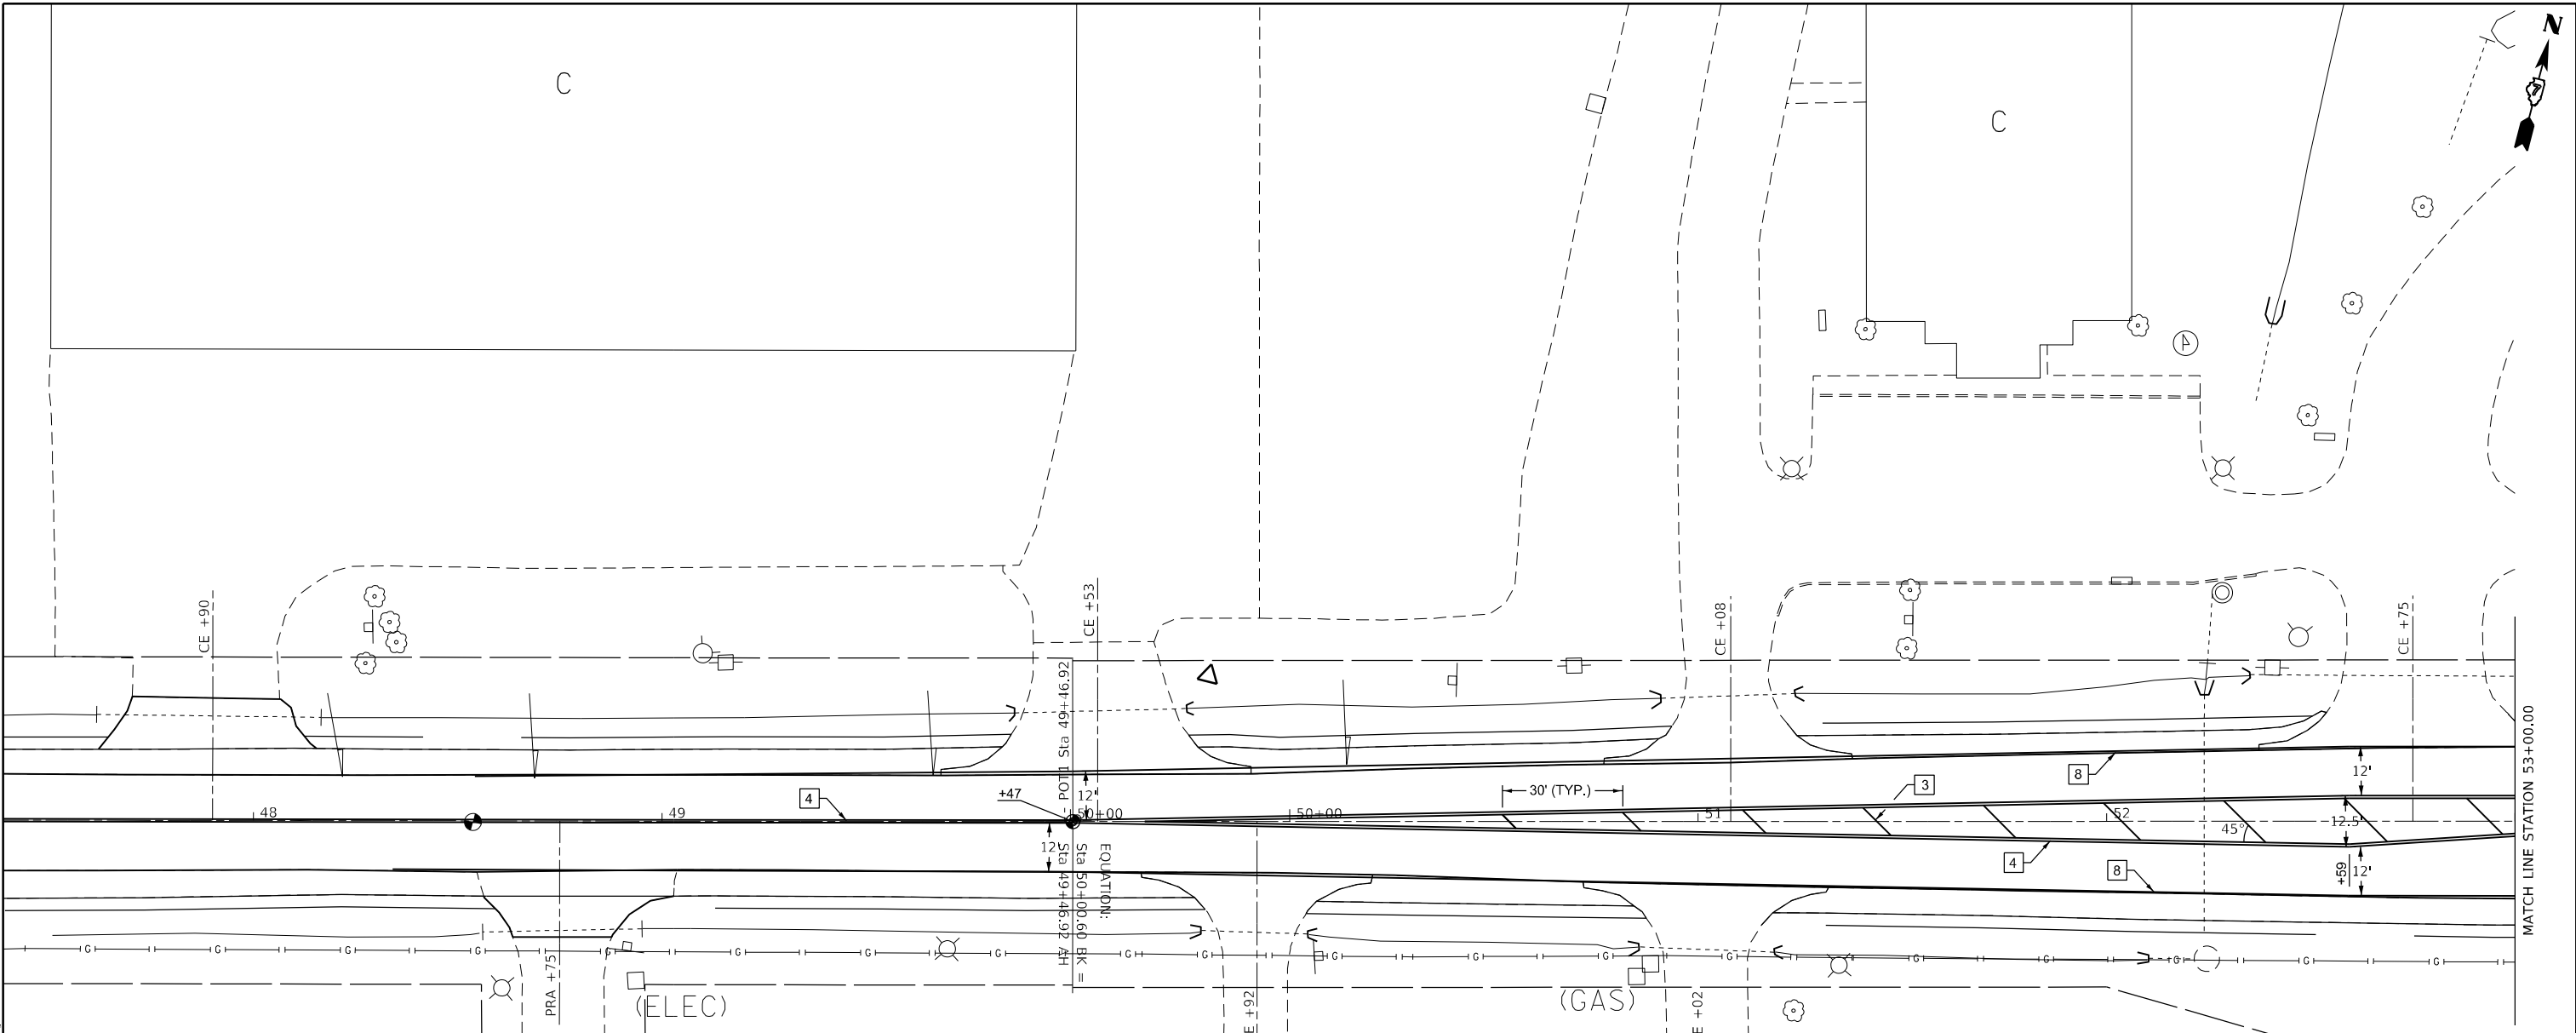 C
C
N
7
CE +90
CE +53
CE +08
CE +75
POT 1 Sta 49+46.92
MATCH LINE STATION 53+00.00
8
12'
12'
30' (TYP.)
3
48
4
49
+47
50+00
50+00
51
52
45°
12.5'
12'
4
8
+59
12'
EQUATION:
Sta 50+00.60 BK =
Sta 49+46.92 AH
G G G G G G G G G G G G G G G G G G G
PRA +75
(ELEC)
E +92
(GAS)
E +02